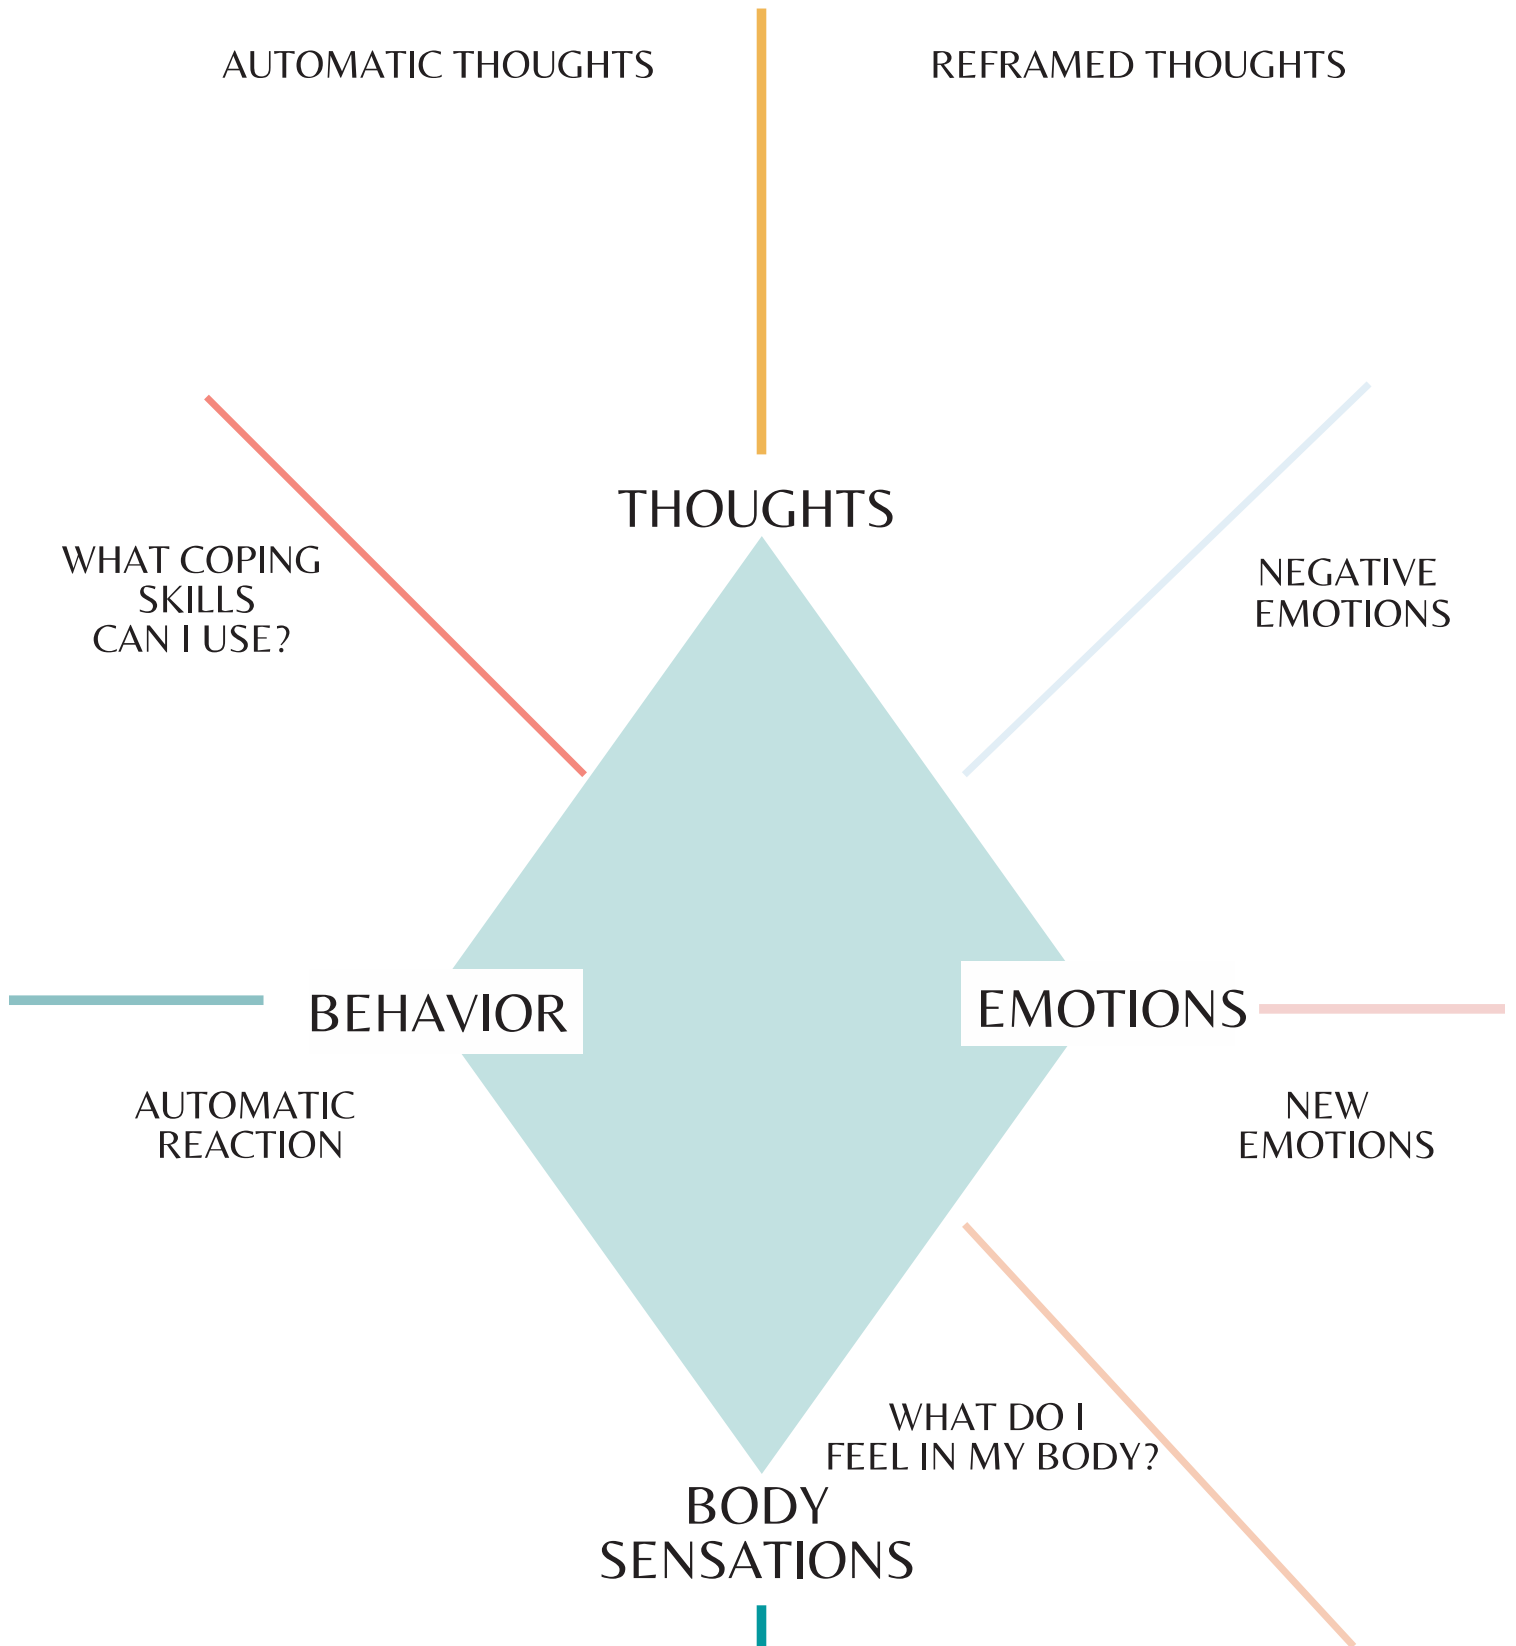 AUTOMATIC THOUGHTS
REFRAMED THOUGHTS
THOUGHTS
WHAT COPING
SKILLS
CAN I USE?
NEGATIVE
EMOTIONS
BEHAVIOR
EMOTIONS
AUTOMATIC
REACTION
NEW
EMOTIONS
WHAT DO I
FEEL IN MY BODY?
BODY
SENSATIONS